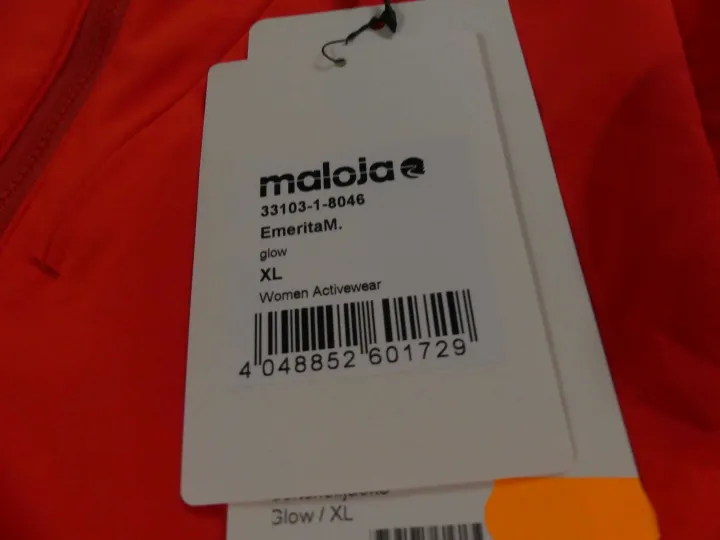 maloja
33103-1-8046
EmeritaM.
glow
XL
Women Activewear
4 048852 601729
Glow / XL